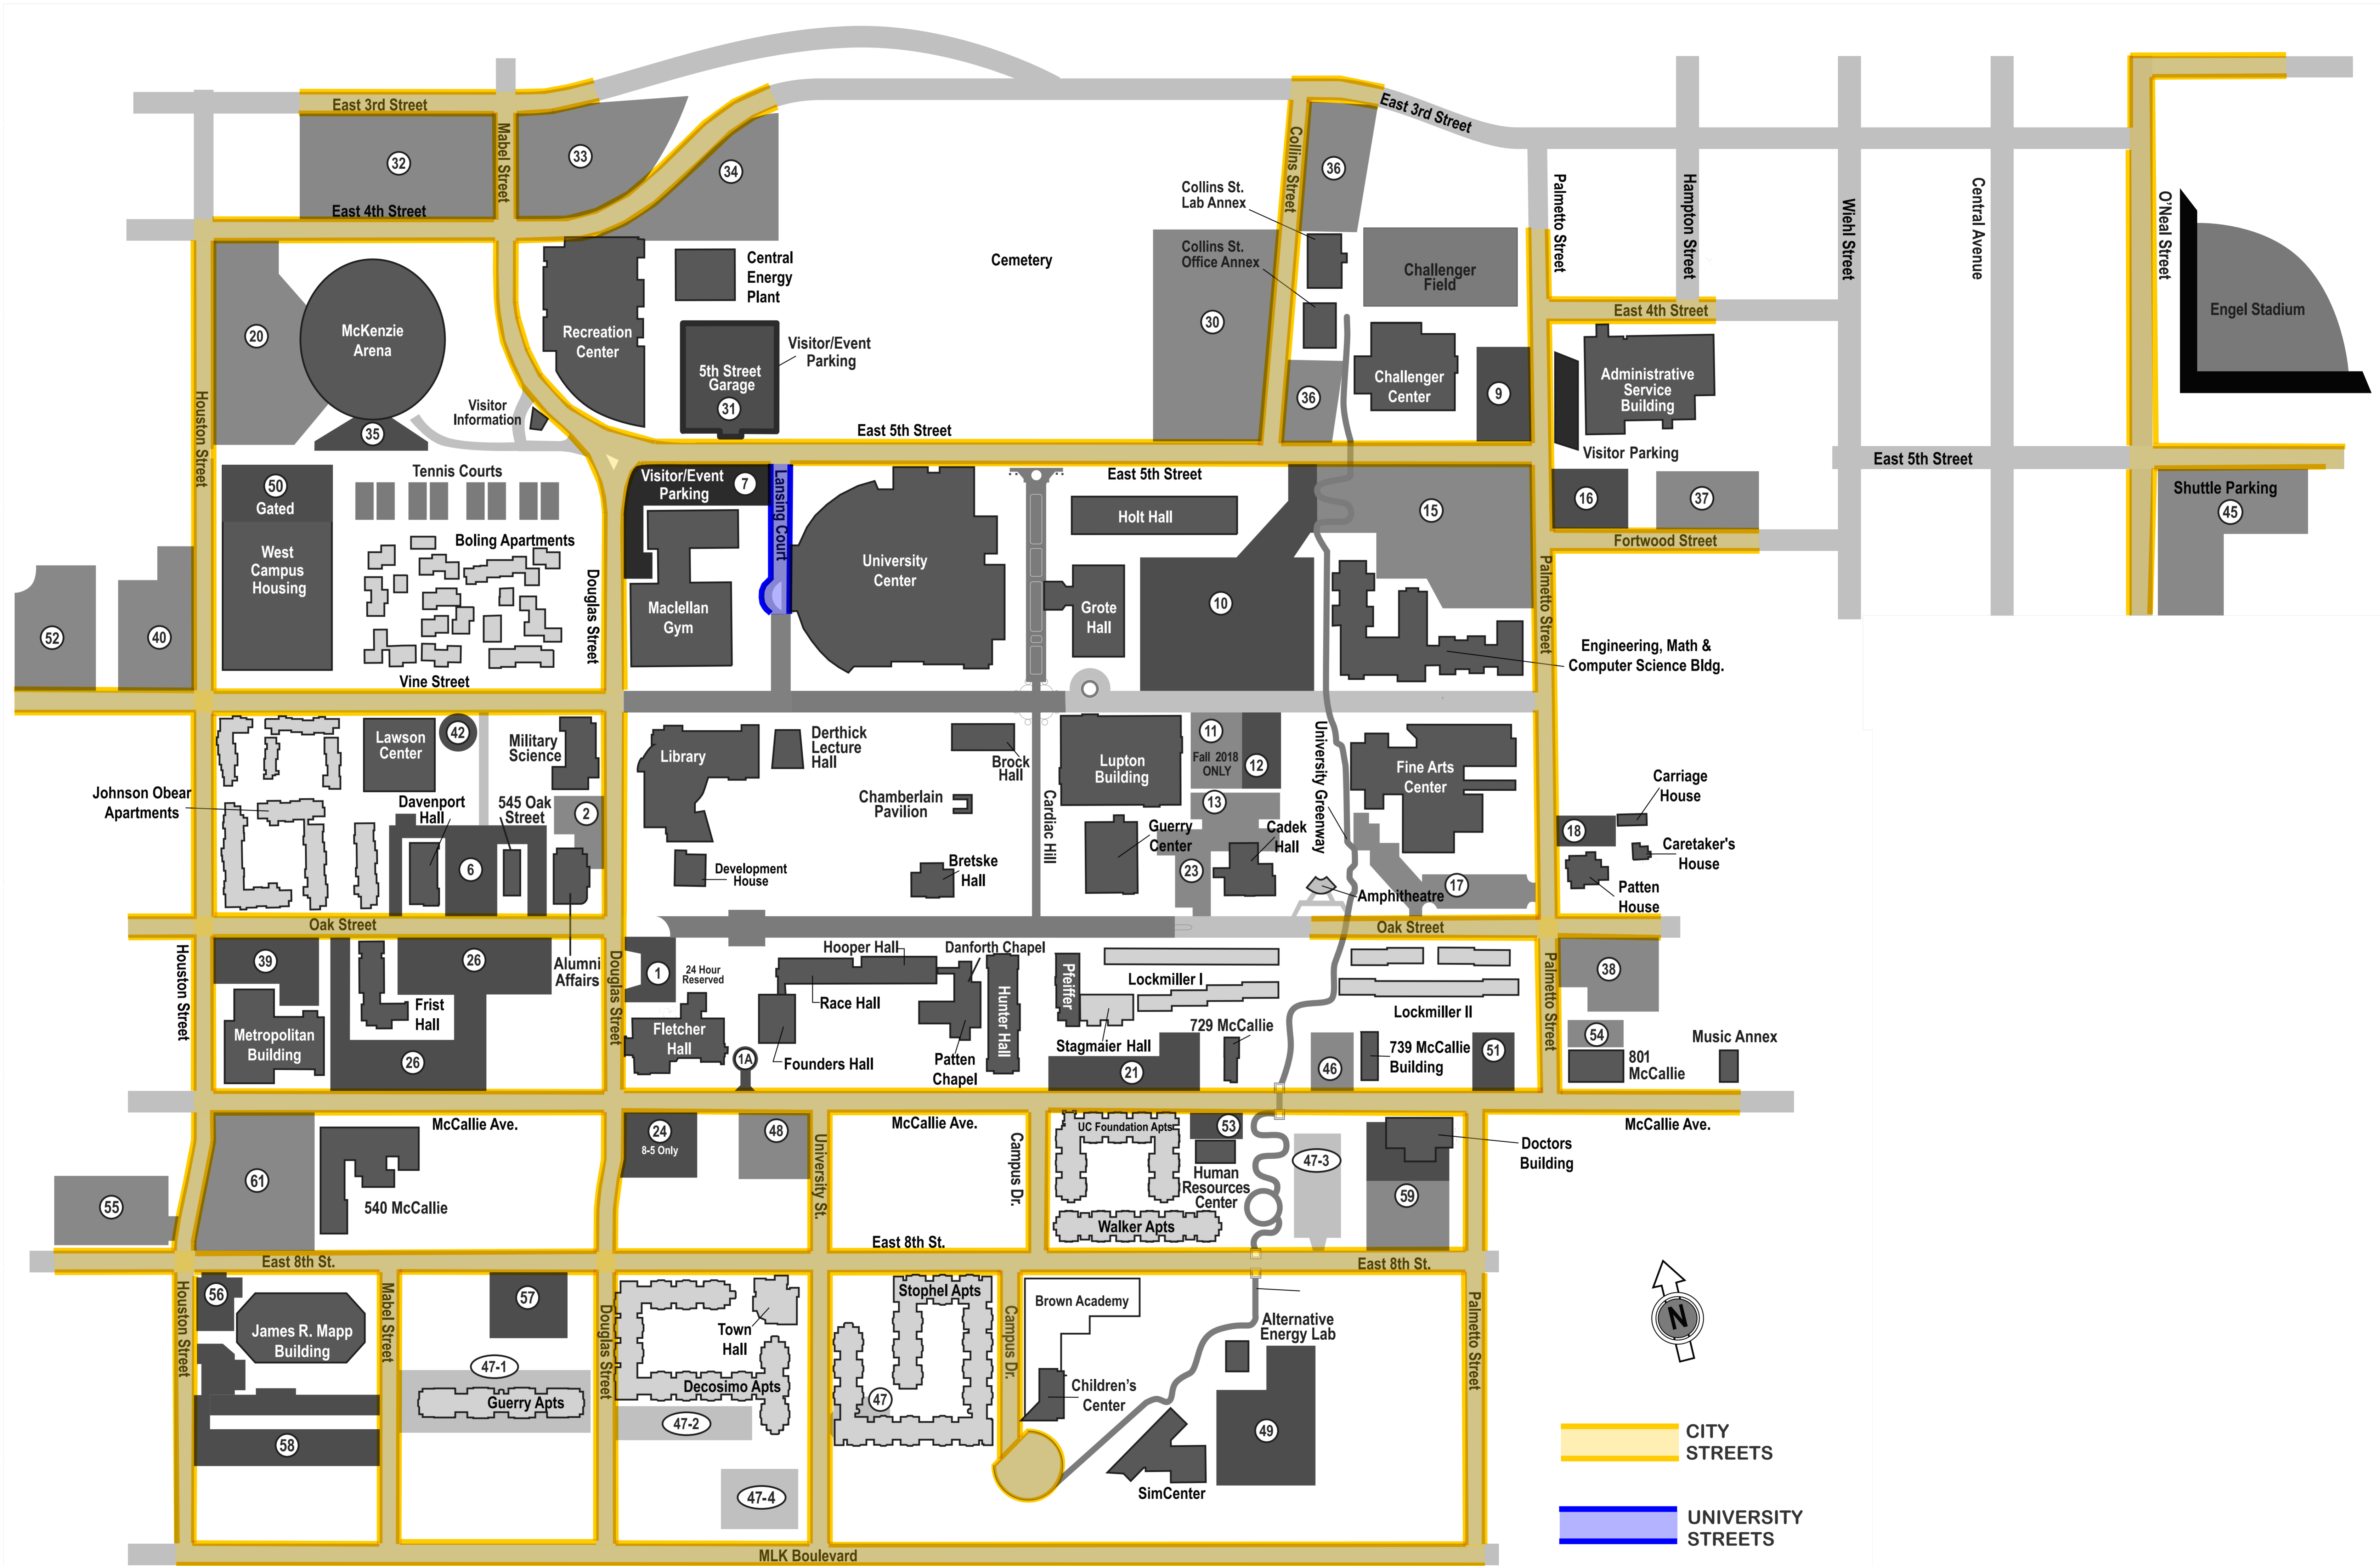 East 3rd Street
East 3rd Street
32
33
34
36
Mabel Street
Collins Street
Collins St.
Lab Annex
East 4th Street
Palmetto Street
Hampton Street
Wiehl Street
Central Avenue
O'Neal Street
Collins St.
Office Annex
Central
Energy
Plant
Cemetery
Challenger
Field
East 4th Street
Engel Stadium
20
McKenzie
Arena
Recreation
Center
30
Visitor/Event
Parking
5th Street
Garage
31
Challenger
Center
36
9
Administrative
Service
Building
Houston Street
Visitor
Information
35
East 5th Street
Visitor Parking
East 5th Street
50
Gated
Tennis Courts
Visitor/Event
Parking
7
Lansing Court
East 5th Street
15
16
37
Shuttle Parking
45
Holt Hall
Fortwood Street
West
Campus
Housing
Boling Apartments
Douglas Street
University
Center
Palmetto Street
52
40
Maclellan
Gym
Grote
Hall
10
Engineering, Math &
Computer Science Bldg.
Vine Street
Lawson
Center
42
Military
Science
Library
Derthick
Lecture
Hall
Brock
Hall
Lupton
Building
11
Fall 2018
ONLY
12
University Greenway
Fine Arts
Center
Carriage
House
Johnson Obear
Apartments
Davenport
Hall
545 Oak
Street
2
Chamberlain
Pavilion
Cardiac Hill
13
Guerry
Center
Cadek
Hall
18
Caretaker's
House
6
Development
House
Bretske
Hall
23
Amphitheatre
17
Patten
House
Oak Street
Oak Street
Houston Street
39
26
Alumni
Affairs
Douglas Street
1
24 Hour
Reserved
Hooper Hall
Danforth Chapel
Race Hall
Hunter Hall
Pfeiffer
Lockmiller I
Lockmiller II
Palmetto Street
38
Metropolitan
Building
Frist
Hall
26
Fletcher
Hall
1A
Founders Hall
Patten
Chapel
Stagmaier Hall
729 McCallie
21
46
739 McCallie
Building
51
54
801
McCallie
Music Annex
McCallie Ave.
McCallie Ave.
McCallie Ave.
55
61
540 McCallie
24
8-5 Only
48
University St.
Campus Dr.
UC Foundation Apts
53
Human
Resources
Center
47-3
59
Doctors
Building
Walker Apts
East 8th St.
East 8th St.
East 8th St.
Houston Street
56
James R. Mapp
Building
Mabel Street
57
Douglas Street
Town
Hall
Stophel Apts
Campus Dr.
Brown Academy
Alternative
Energy Lab
Palmetto Street
N
47-1
Guerry Apts
Decosimo Apts
47-2
47
Children's
Center
58
49
47-4
SimCenter
CITY
STREETS
UNIVERSITY
STREETS
MLK Boulevard